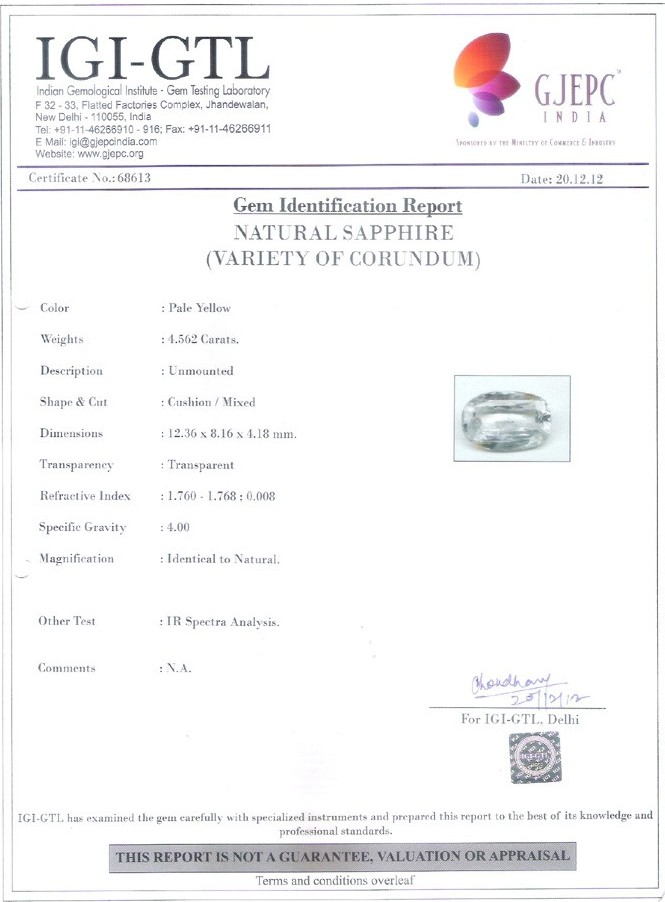 IGI-GTL
Indian Gemological Institute - Gem Testing Laboratory
F 32 - 33, Flatted Factories Complex, Jhandewalan,
New Delhi - 110055, India
Tel: +91-11-46266910 - 916; Fax: +91-11-46266911
E Mail: igi@gjepcindia.com
Website: www.gjepc.org
GJEPC
INDIA
SPONSORED BY THE MINISTRY OF COMMERCE & INDUSTRY
Certificate No.: 68613 Date: 20.12.12
Gem Identification Report
NATURAL SAPPHIRE
(VARIETY OF CORUNDUM)
Color : Pale Yellow
Weights : 4.562 Carats.
Description : Unmounted
Shape & Cut : Cushion / Mixed
Dimensions : 12.36 x 8.16 x 4.18 mm.
Transparency : Transparent
Refractive Index : 1.760 - 1.768 : 0.008
Specific Gravity : 4.00
Magnification : Identical to Natural.
Other Test : IR Spectra Analysis.
Comments : N.A.
Choudhary
For IGI-GTL, Delhi
IGI-GTL
IGI-GTL has examined the gem carefully with specialized instruments and prepared this report to the best of its knowledge and
professional standards.
THIS REPORT IS NOT A GUARANTEE, VALUATION OR APPRAISAL
Terms and conditions overleaf